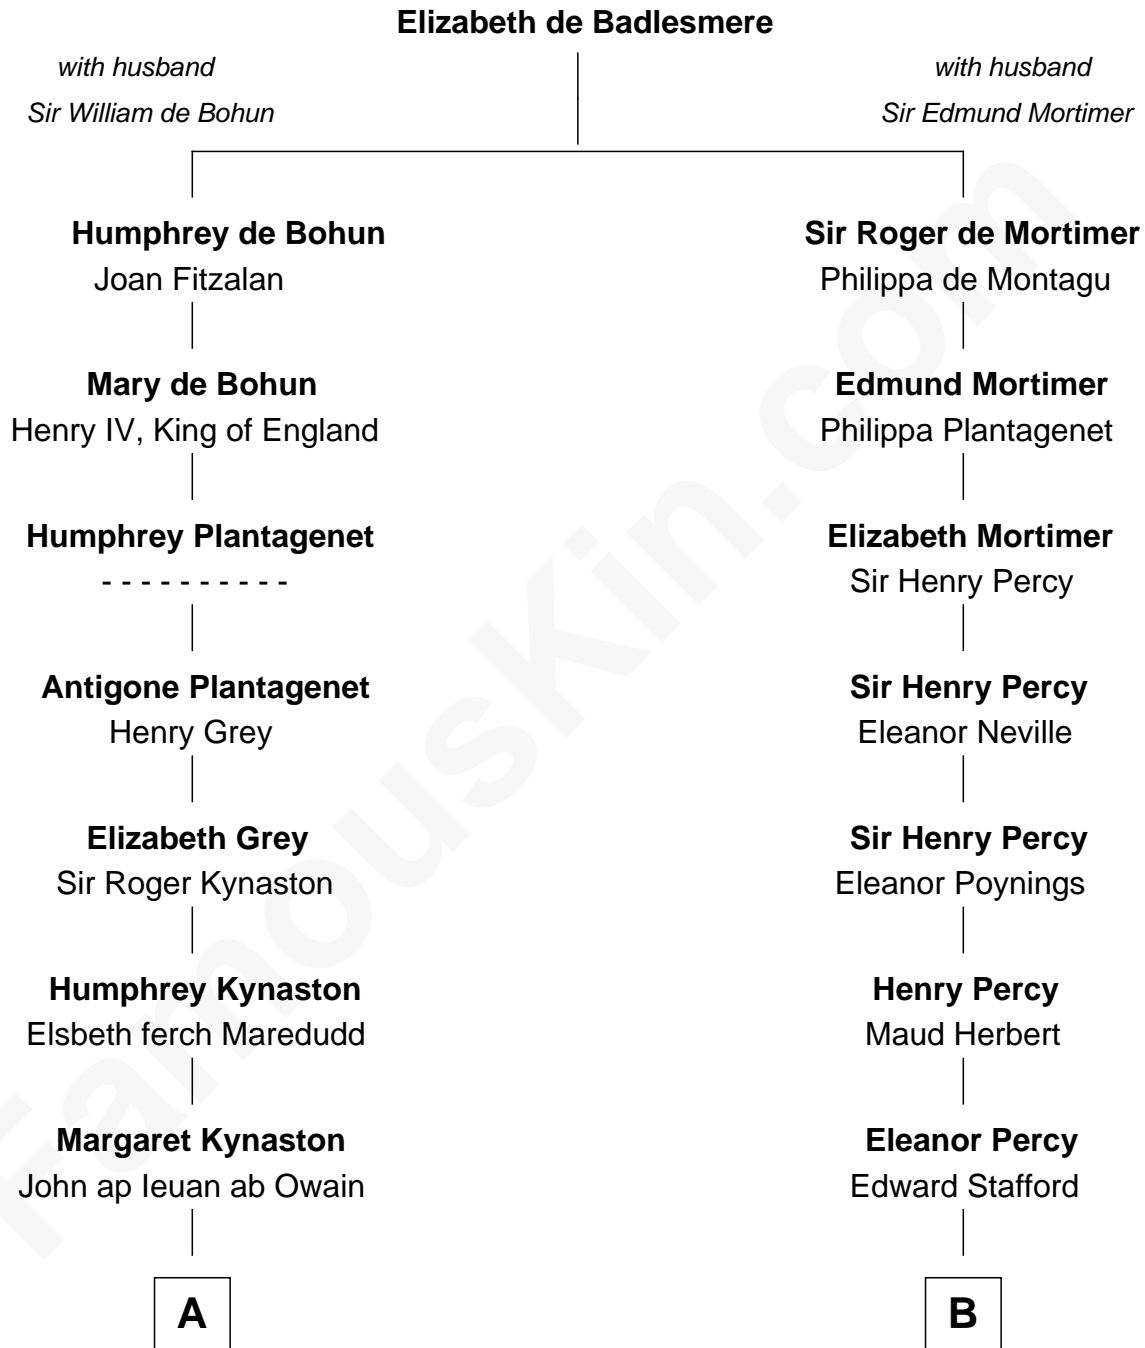 Elizabeth de Badlesmere
with husband
Sir William de Bohun
with husband
Sir Edmund Mortimer
Humphrey de Bohun
Joan Fitzalan
Sir Roger de Mortimer
Philippa de Montagu
Mary de Bohun
Henry IV, King of England
Edmund Mortimer
Philippa Plantagenet
Humphrey Plantagenet
- - - - - - - - - -
Elizabeth Mortimer
Sir Henry Percy
Antigone Plantagenet
Henry Grey
Sir Henry Percy
Eleanor Neville
Elizabeth Grey
Sir Roger Kynaston
Sir Henry Percy
Eleanor Poynings
Humphrey Kynaston
Elsbeth ferch Maredudd
Henry Percy
Maud Herbert
Margaret Kynaston
John ap Ieuan ab Owain
Eleanor Percy
Edward Stafford
A
B
FamousKin.com